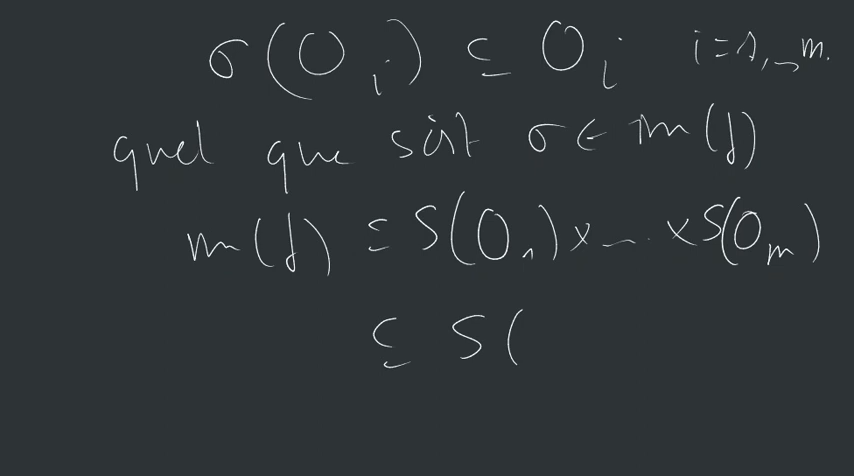 σ(O_i) ⊆ O_i i=1,…m.
quel que soit σ ∈ m(f)
m(f) ⊆ S(O_1) x ... x S(O_m)
⊆ S(